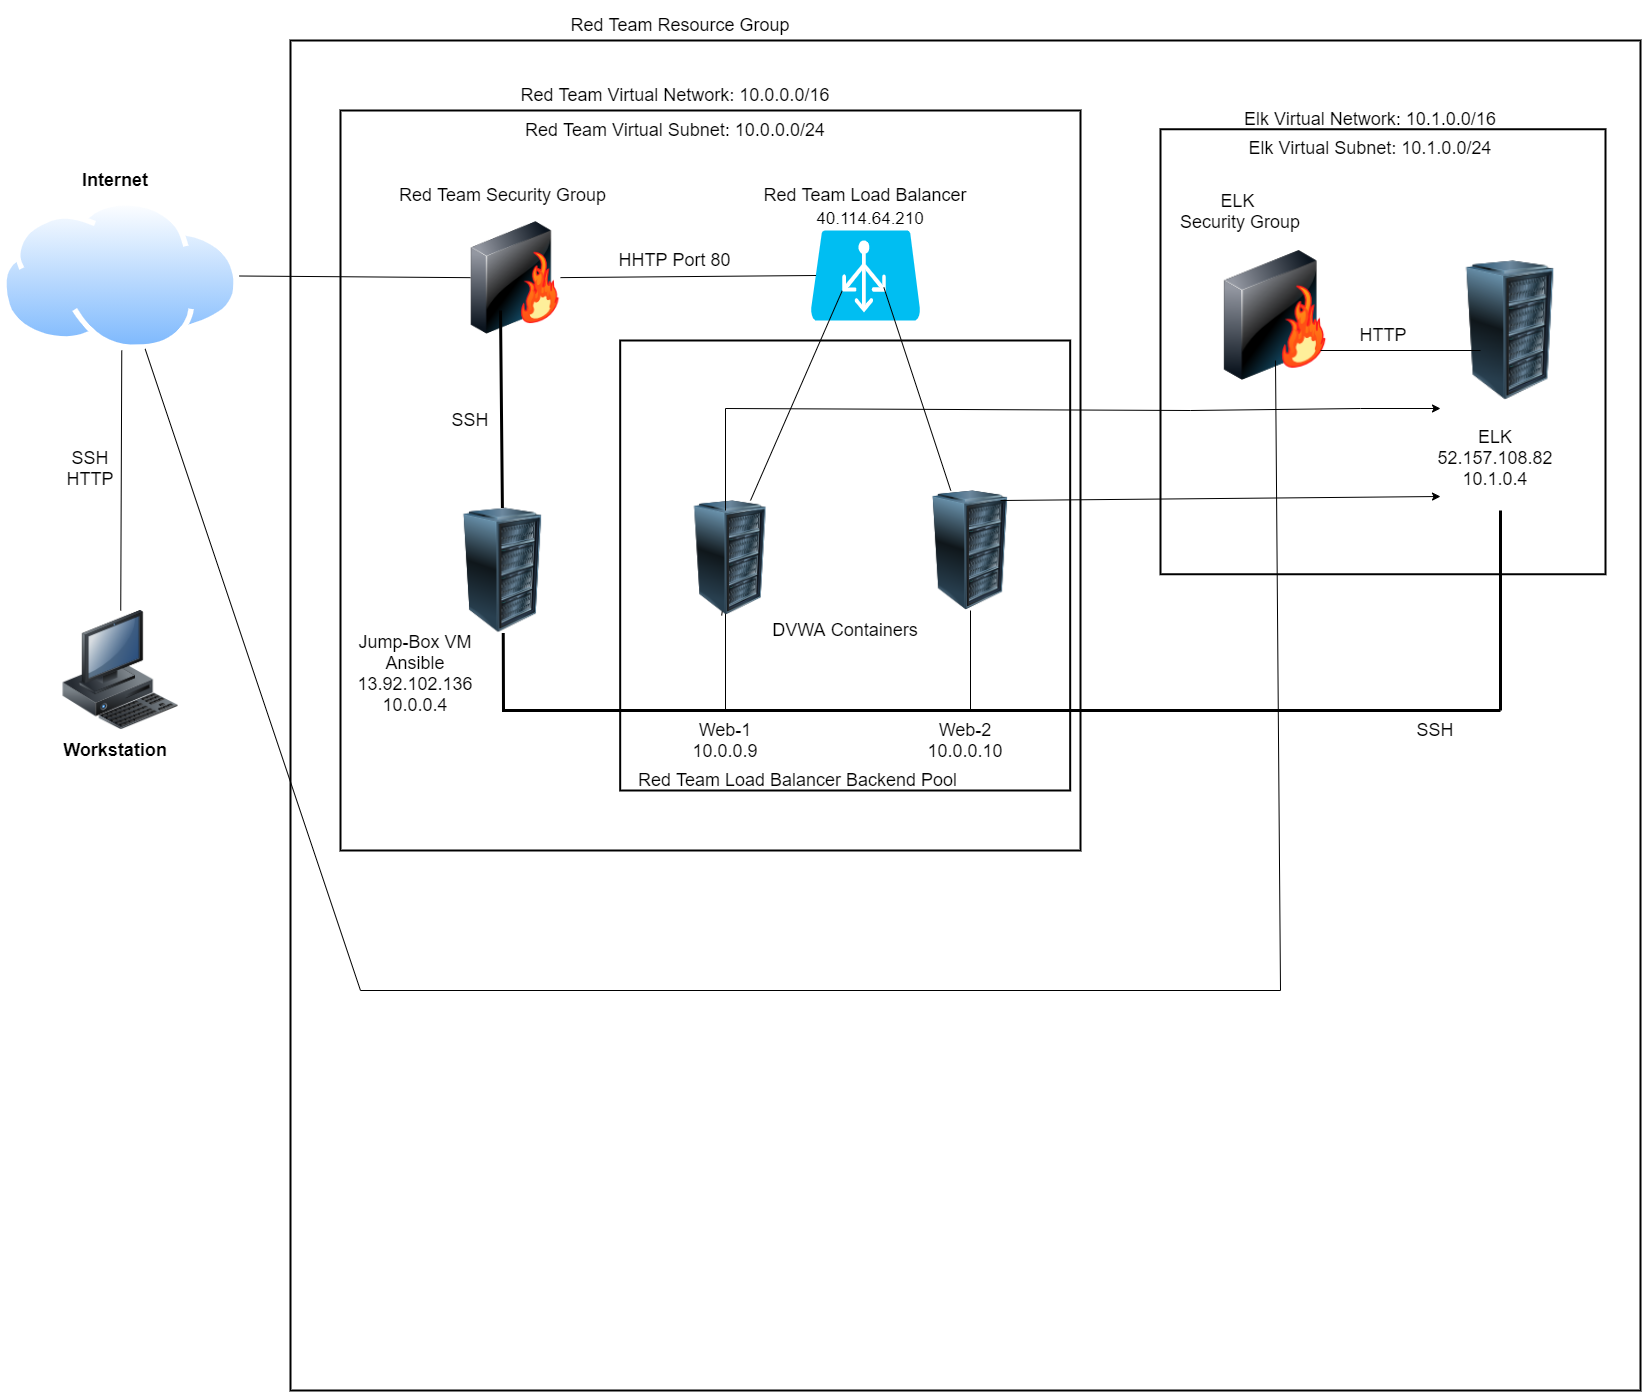 Red Team Resource Group
Red Team Virtual Network: 10.0.0.0/16
Red Team Virtual Subnet: 10.0.0.0/24
Elk Virtual Network: 10.1.0.0/16
Elk Virtual Subnet: 10.1.0.0/24
Internet
Red Team Security Group
Red Team Load Balancer
40.114.64.210
ELK
Security Group
HHTP Port 80
HTTP
SSH
SSH
HTTP
ELK
52.157.108.82
10.1.0.4
DVWA Containers
Jump-Box VM
Ansible
13.92.102.136
10.0.0.4
Workstation
Web-1
10.0.0.9
Web-2
10.0.0.10
SSH
Red Team Load Balancer Backend Pool